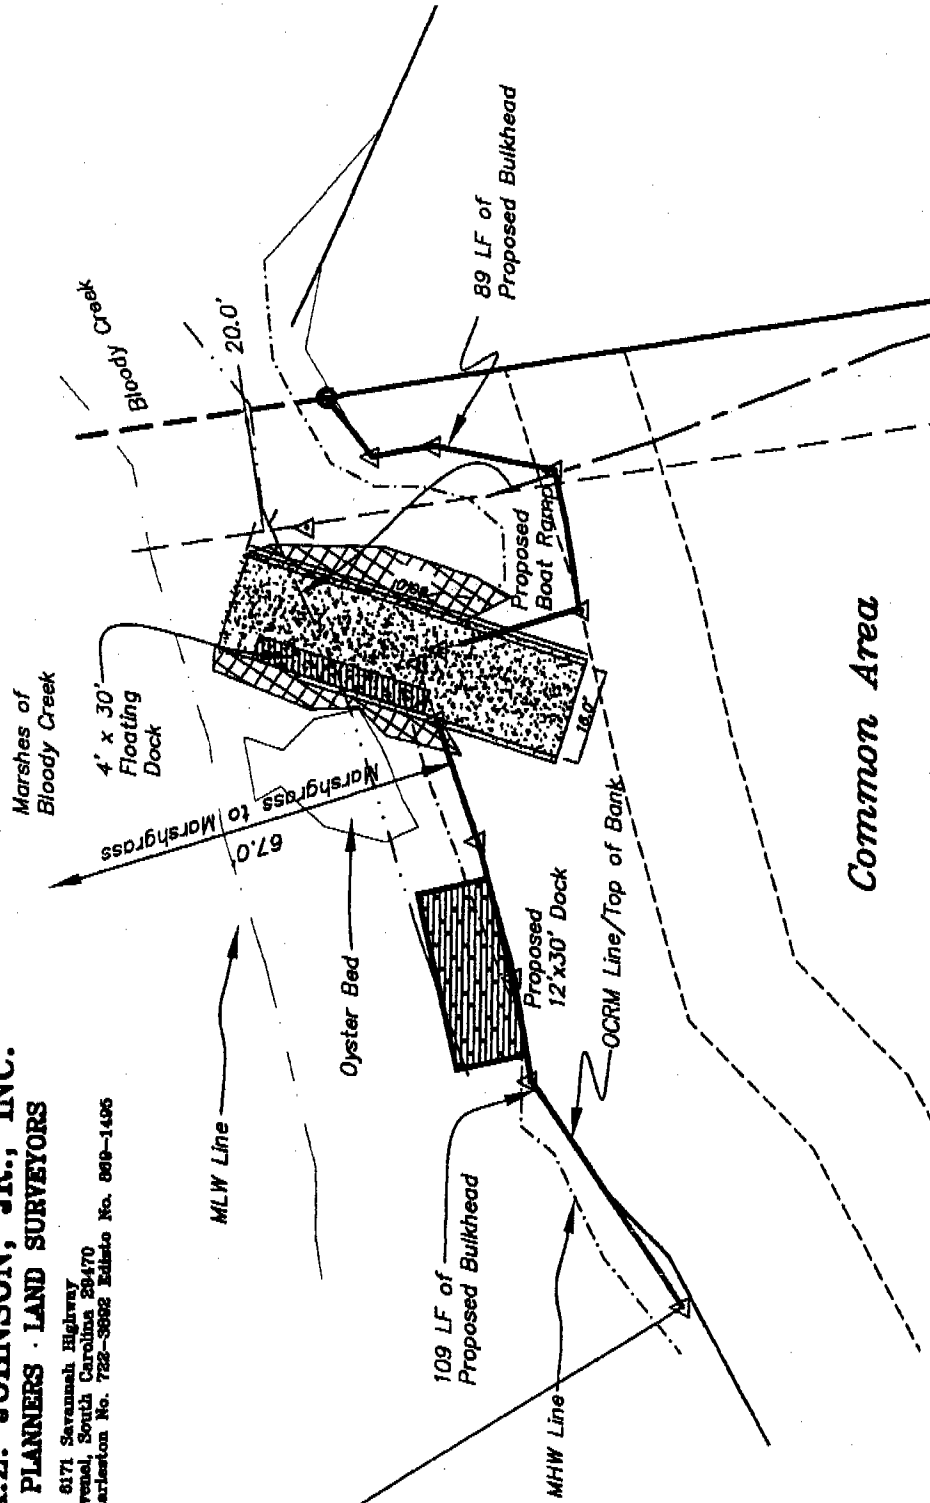 JOHNSON, JR., INC.
PLANNERS · LAND SURVEYORS
6171 Savannah Highway
South Carolina 29470
No. 722-3892 Edisto No. 869-1495
Marshes of
Bloody Creek
4' x 30'
Floating
Dock
Bloody Creek
20.0'
89 LF of
Proposed Bulkhead
Marshgrass to Marshgrass
67.0'
Proposed
Boat Ramp
16.0'
MLW Line
Oyster Bed
Proposed
12'x30' Dock
OCRM Line/Top of Bank
Common Area
109 LF of
Proposed Bulkhead
MHW Line